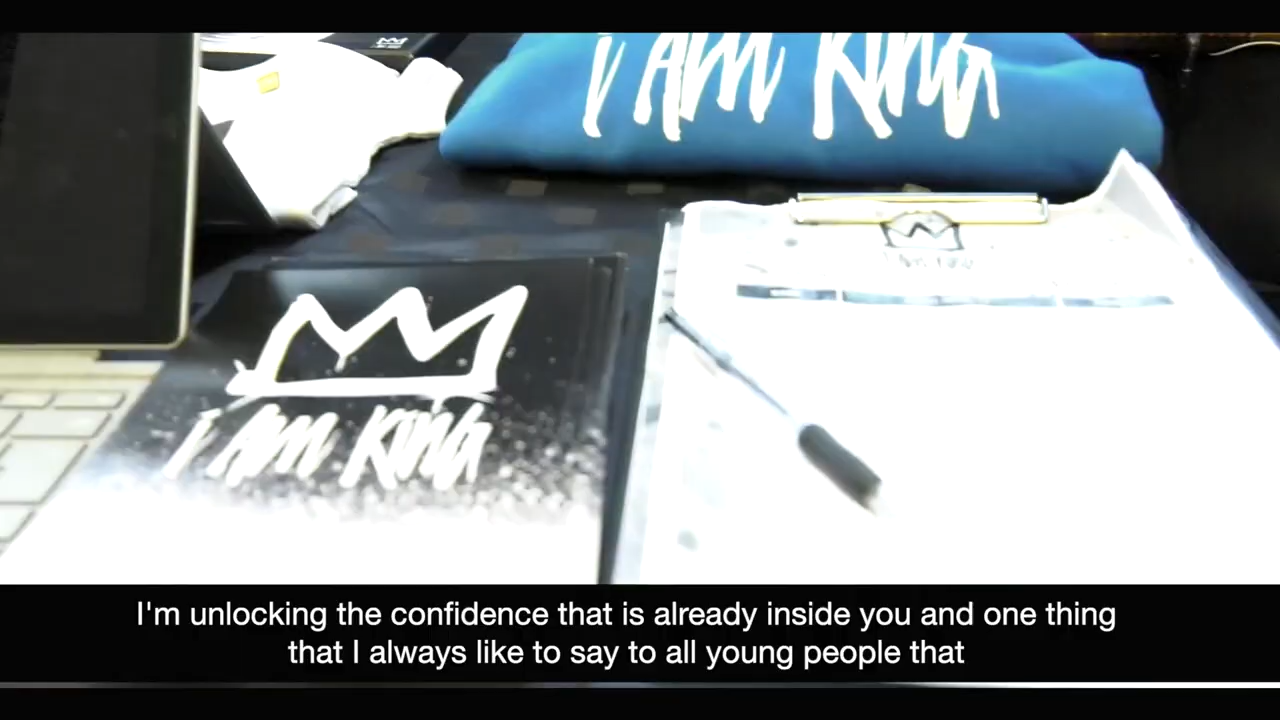 i AM KING
i AM KING
I'm unlocking the confidence that is already inside you and one thing
that I always like to say to all young people that